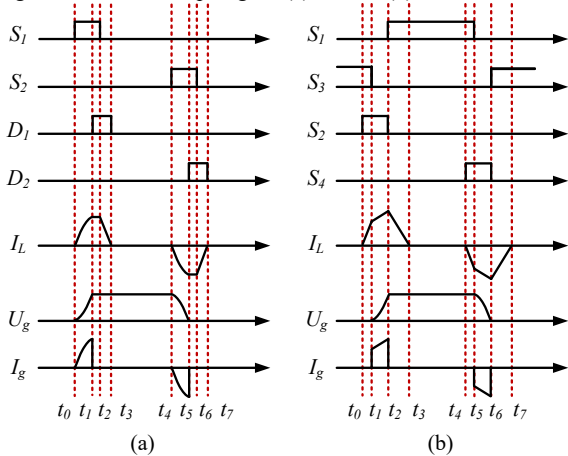 S1 S1
S2 S3
D1 S2
D2 S4
IL IL
Ug Ug
Ig Ig
t0 t1 t2 t3 t4 t5 t6 t7 t0 t1 t2 t3 t4 t5 t6 t7
(a) (b)